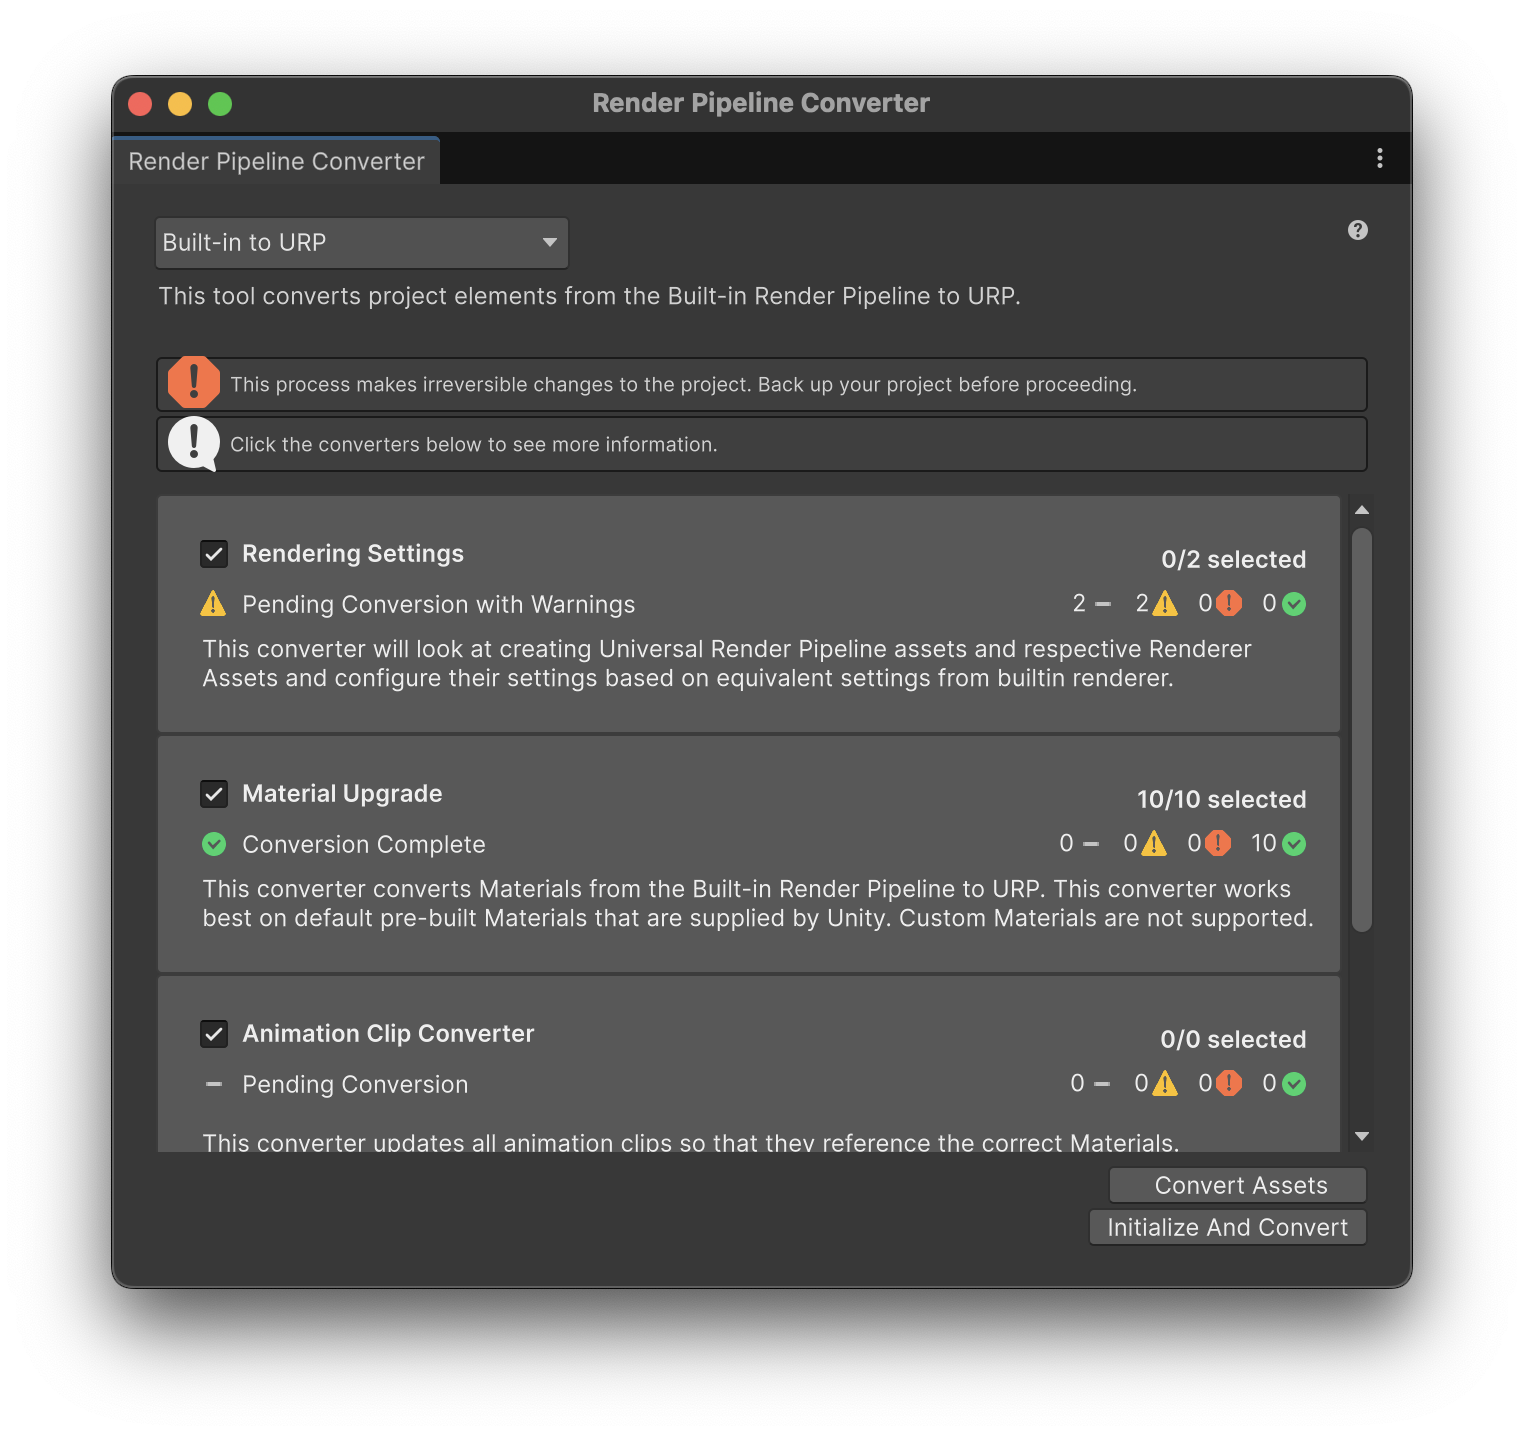 Render Pipeline Converter
Render Pipeline Converter
Built-in to URP
This tool converts project elements from the Built-in Render Pipeline to URP.
This process makes irreversible changes to the project. Back up your project before proceeding.
Click the converters below to see more information.
Rendering Settings
0/2 selected
Pending Conversion with Warnings 2 2 0 0
This converter will look at creating Universal Render Pipeline assets and respective Renderer
Assets and configure their settings based on equivalent settings from builtin renderer.
Material Upgrade
10/10 selected
Conversion Complete 0 0 0 10
This converter converts Materials from the Built-in Render Pipeline to URP. This converter works
best on default pre-built Materials that are supplied by Unity. Custom Materials are not supported.
Animation Clip Converter
0/0 selected
Pending Conversion 0 0 0 0
This converter updates all animation clips so that they reference the correct Materials.
Convert Assets
Initialize And Convert